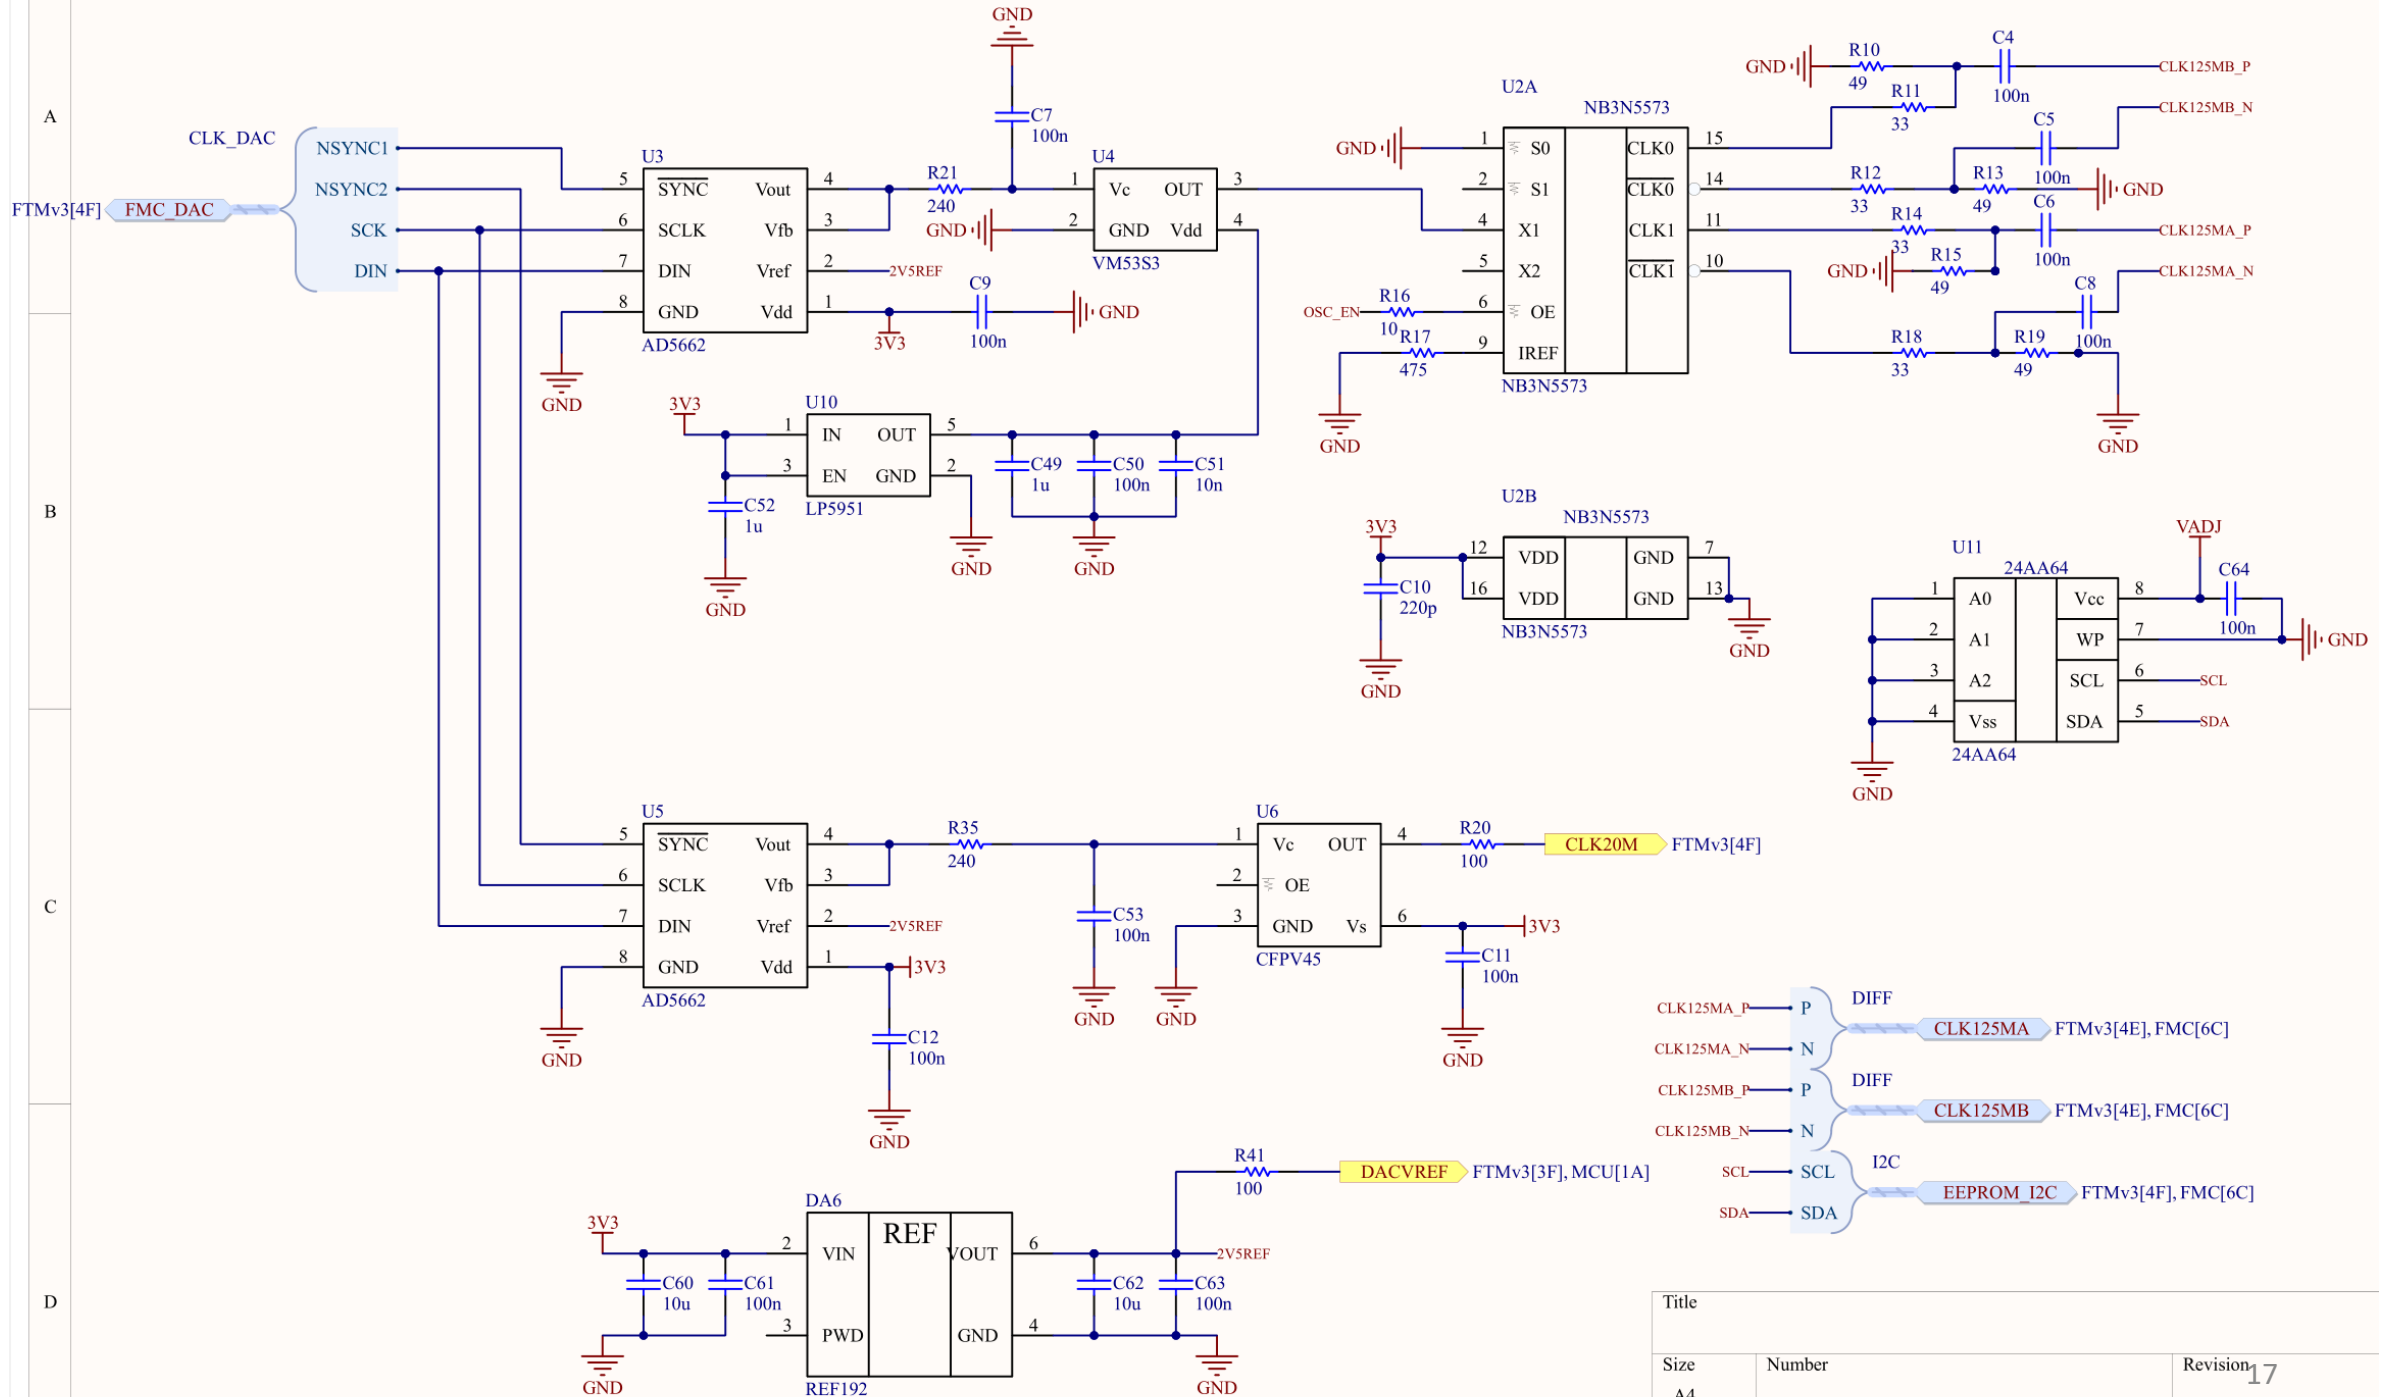 A
B
C
D
FTMv3[4F] FMC_DAC
CLK_DAC
NSYNC1
NSYNC2
SCK
DIN
U3
5 SYNC Vout 4
6 SCLK Vfb 3
7 DIN Vref 2 2V5REF
8 GND Vdd 1
AD5662
GND
3V3
C9
100n
GND
GND
C7
100n
R21
240
GND
U4
1 Vc OUT 3
2 GND Vdd 4
VM53S3
U2A
NB3N5573
GND 1 S0 CLK0 15
2 S1 CLK0 14
4 X1 CLK1 11
5 X2 CLK1 10
OSC_EN R16 6 OE
10
R17 9 IREF
475
NB3N5573
GND
GND R10 C4 CLK125MB_P
49 100n
R11 CLK125MB_N
33
C5
100n
R12 R13 GND
33 49
C6
100n
R14 CLK125MA_P
33
GND R15 CLK125MA_N
49
C8
100n
R18 R19
33 49
GND
3V3
U10
1 IN OUT 5
3 EN GND 2
LP5951
C52
1u
GND
GND
C49
1u
C50
100n
C51
10n
GND
U2B
NB3N5573
3V3
12 VDD GND 7
16 VDD GND 13
NB3N5573
C10
220p
GND
GND
VADJ
U11
24AA64
C64
100n
1 A0 Vcc 8
2 A1 WP 7 GND
3 A2 SCL 6 SCL
4 Vss SDA 5 SDA
24AA64
GND
U5
5 SYNC Vout 4
6 SCLK Vfb 3
7 DIN Vref 2 2V5REF
8 GND Vdd 1 3V3
AD5662
GND
C12
100n
GND
R35
240
C53
100n
GND
U6
1 Vc OUT 4
2 OE
3 GND Vs 6
CFPV45
GND
R20 CLK20M FTMv3[4F]
100
3V3
C11
100n
GND
CLK125MA_P P DIFF
CLK125MA FTMv3[4E], FMC[6C]
CLK125MA_N N
CLK125MB_P P DIFF
CLK125MB FTMv3[4E], FMC[6C]
CLK125MB_N N
SCL SCL I2C
EEPROM_I2C FTMv3[4F], FMC[6C]
SDA SDA
R41 DACVREF FTMv3[3F], MCU[1A]
100
DA6
3V3
REF
2 VIN VOUT 6 2V5REF
3 PWD GND 4
REF192
C60
10u
C61
100n
GND
C62
10u
C63
100n
GND
Title
Size Number Revision
A4
17